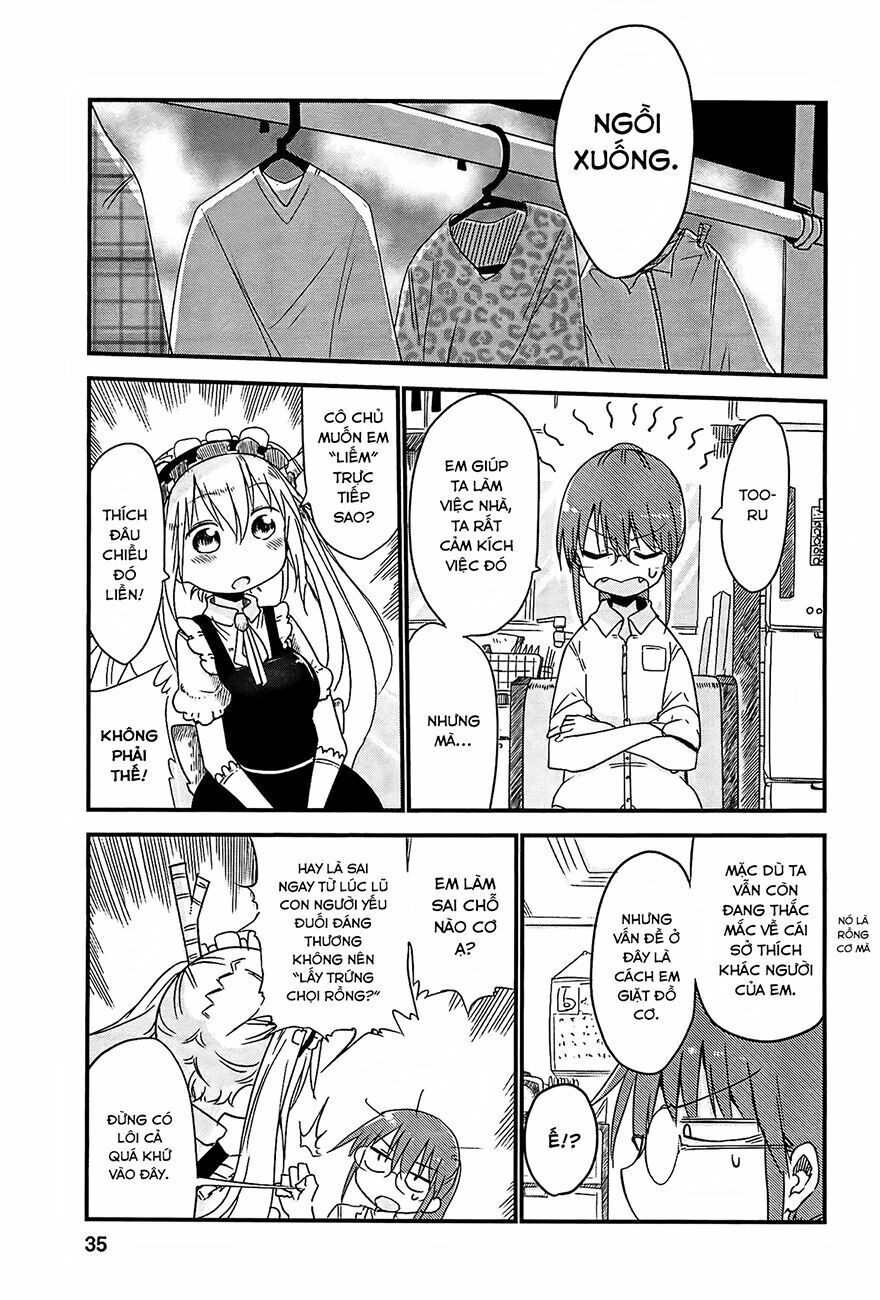 NGỒI
XUỐNG.
TOO-
RU
EM GIÚP
TA LÀM
VIỆC NHÀ,
TA RẤT
CẢM KÍCH
VIỆC ĐÓ
NHƯNG
MÀ...
CÔ CHỦ
MUỐN EM
“LIẾM”
TRỰC
TIẾP
SAO?
THÍCH
ĐÂU
CHIỀU
ĐÓ
LIỀN!
KHÔNG
PHẢI
THẾ!
MẶC DÙ TA
VẪN CÒN
ĐANG THẮC
MẮC VỀ CÁI
SỞ THÍCH
KHÁC NGƯỜI
CỦA EM.
NÓ LÀ
RỒNG
CƠ MÀ
NHƯNG
VẤN ĐỀ Ở
ĐÂY LÀ
CÁCH EM
GIẶT ĐỒ
CƠ.
Ế!?
EM LÀM
SAI CHỖ
NÀO CƠ
Ạ?
HAY LÀ SAI
NGAY TỪ LÚC LŨ
CON NGƯỜI YẾU
ĐUỐI ĐÁNG
THƯƠNG
KHÔNG NÊN
“LẤY TRỨNG
CHỌI RỒNG?”
ĐỪNG CÓ
LÔI CẢ
QUÁ KHỨ
VÀO ĐÂY.
35